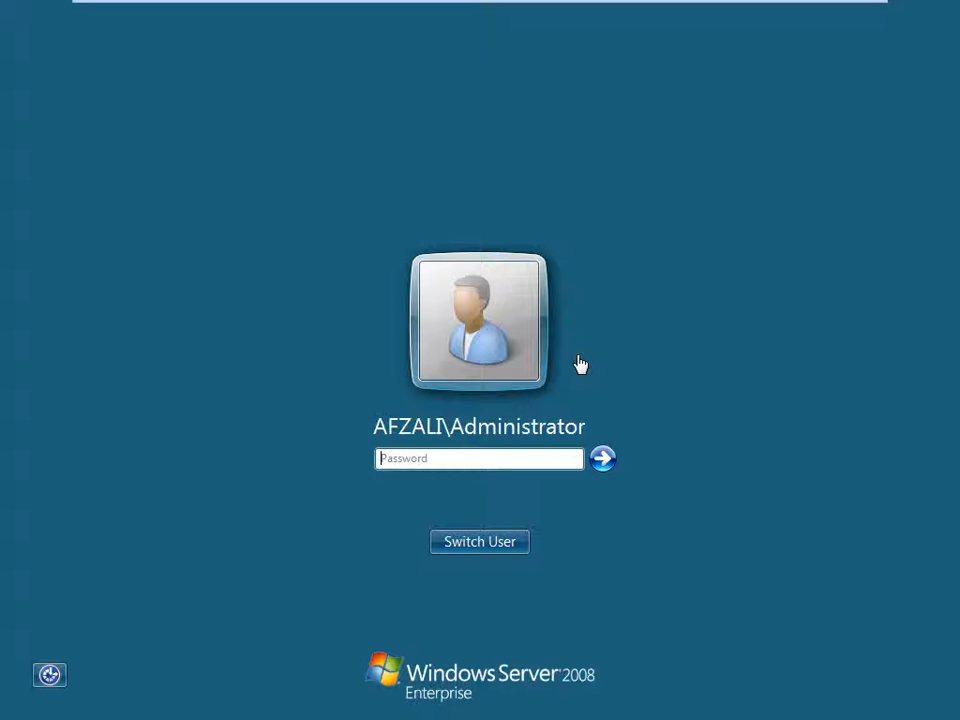 AFZALI\Administrator
Password
Switch User
Windows Server 2008
Enterprise